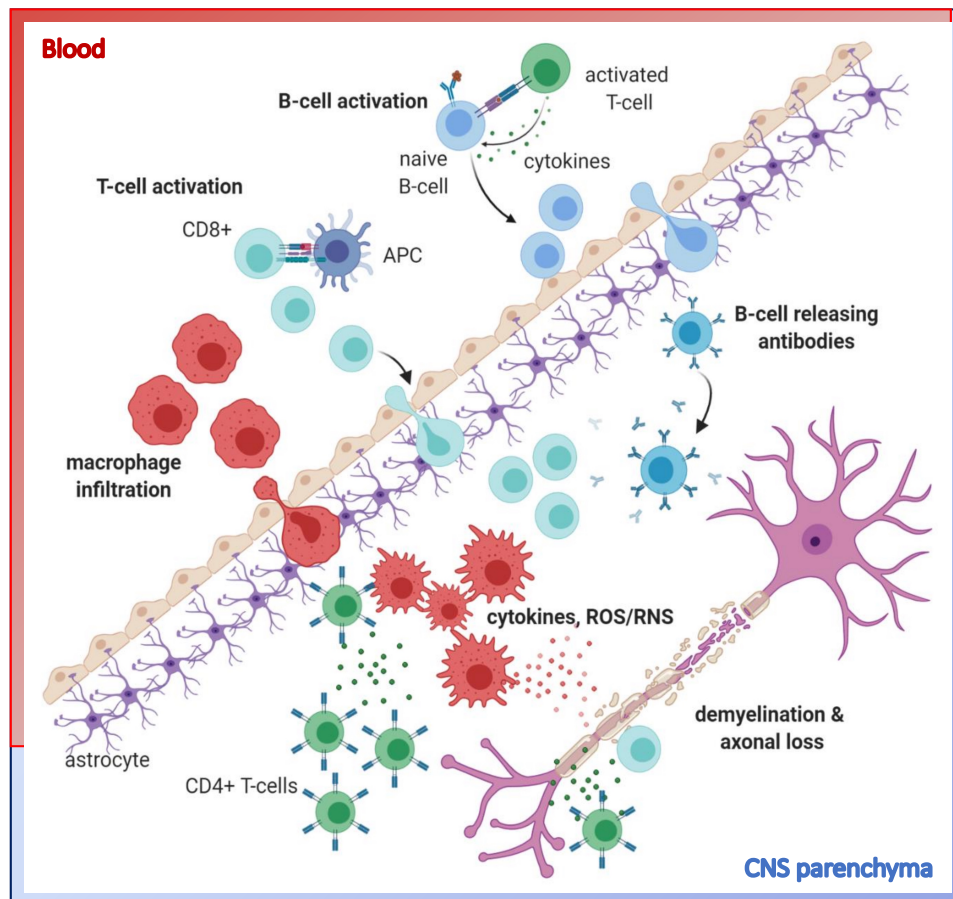 Blood
B-cell activation
activated
T-cell
naive
B-cell
cytokines
T-cell activation
CD8+
APC
B-cell releasing
antibodies
macrophage
infiltration
cytokines, ROS/RNS
demyelination &
axonal loss
astrocyte
CD4+ T-cells
CNS parenchyma